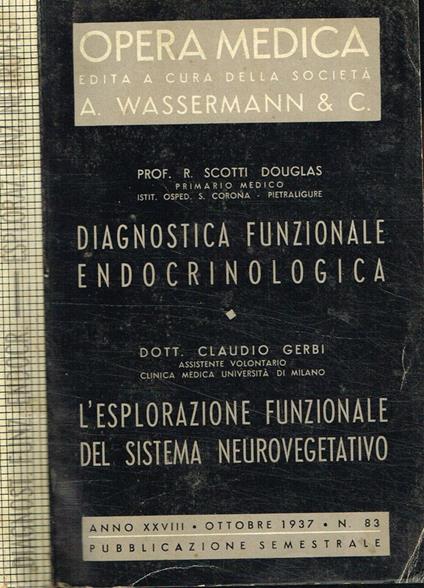 OPERA MEDICA
EDITA A CURA DELLA SOCIETÀ
A. WASSERMANN & C.
PROF. R. SCOTTI DOUGLAS
PRIMARIO MEDICO
ISTIT. OSPED. S. CORONA - PIETRALIGURE
DIAGNOSTICA FUNZIONALE
ENDOCRINOLOGICA
DOTT. CLAUDIO GERBI
ASSISTENTE VOLONTARIO
CLINICA MEDICA UNIVERSITÀ DI MILANO
L'ESPLORAZIONE FUNZIONALE
DEL SISTEMA NEUROVEGETATIVO
ANNO XXVIII • OTTOBRE 1937 • N. 83
PUBBLICAZIONE SEMESTRALE